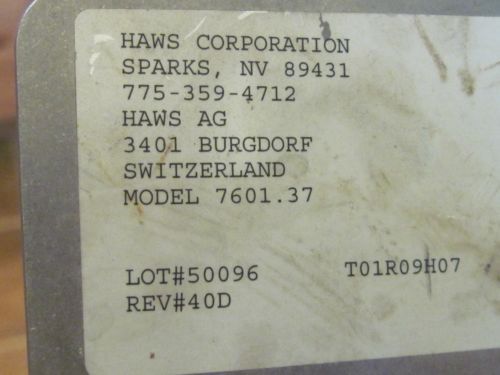 HAWS CORPORATION
SPARKS, NV 89431
775-359-4712
HAWS AG
3401 BURGDORF
SWITZERLAND
MODEL 7601.37
LOT#50096 T01R09H07
REV#40D